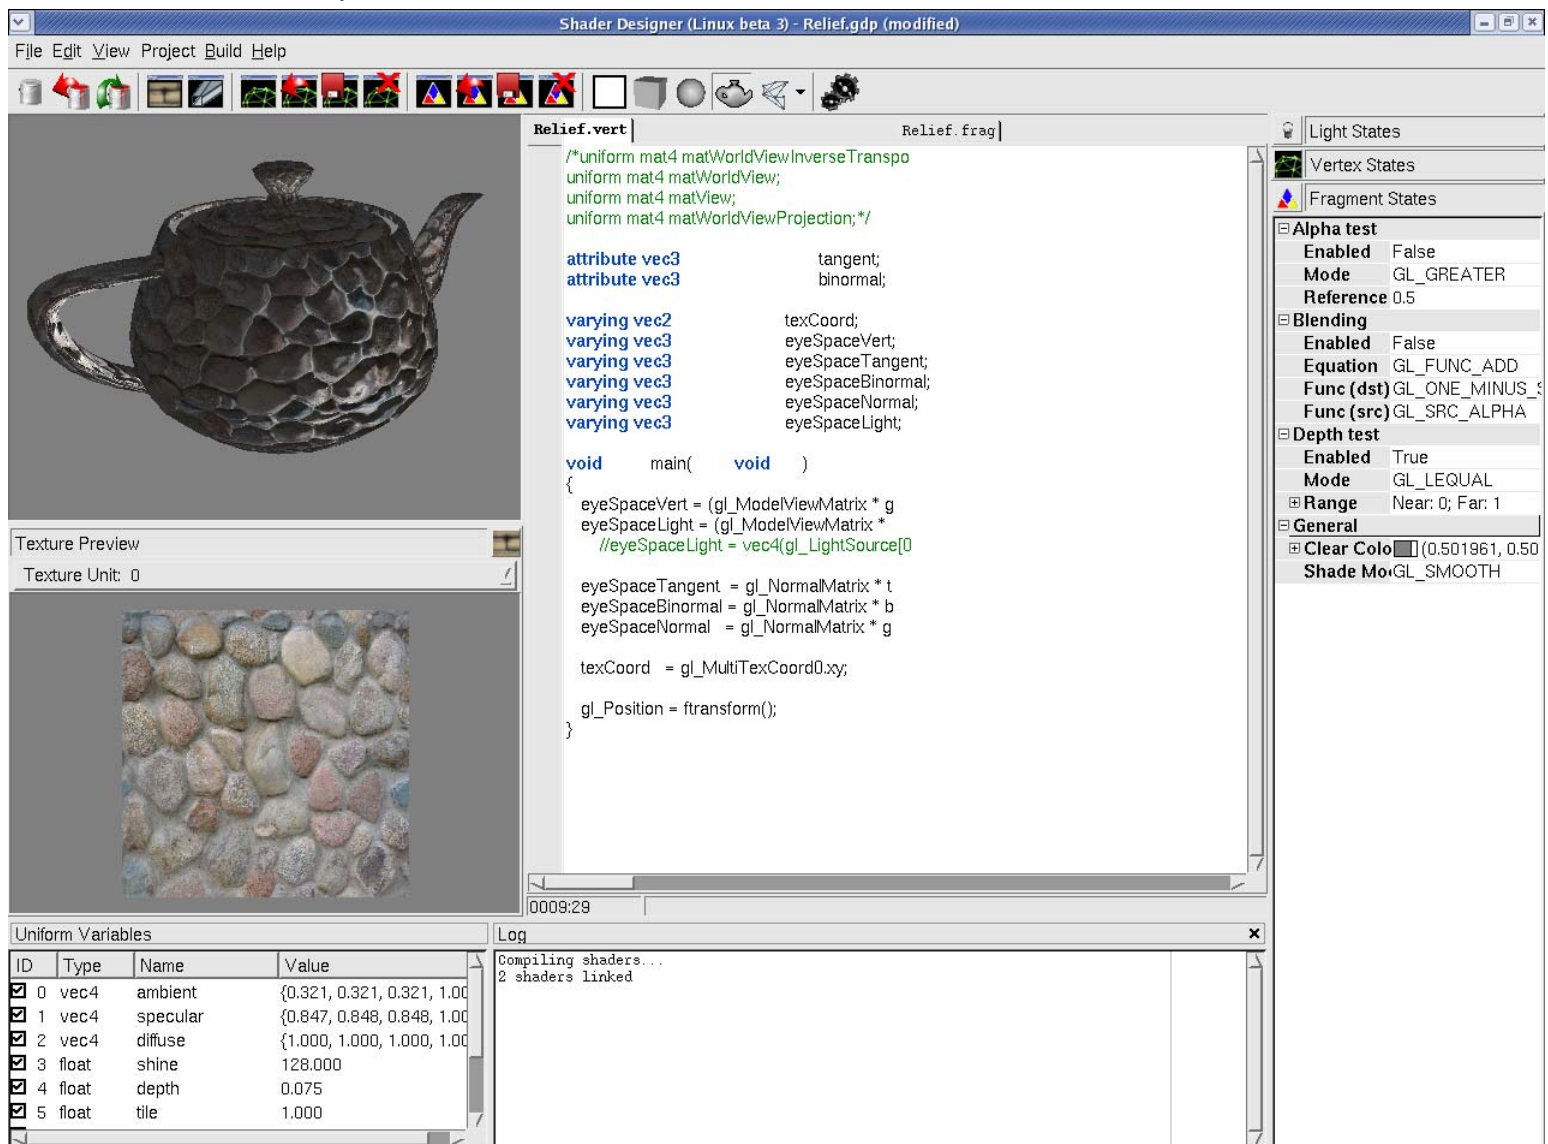 Shader Designer (Linux beta 3) - Relief.gdp (modified)
File Edit View Project Build Help
Relief.vert
Relief.frag
/*uniform mat4 matWorldViewInverseTranspo
uniform mat4 matWorldView;
uniform mat4 matView;
uniform mat4 matWorldViewProjection;*/
attribute vec3 tangent;
attribute vec3 binormal;
varying vec2 texCoord;
varying vec3 eyeSpaceVert;
varying vec3 eyeSpaceTangent;
varying vec3 eyeSpaceBinormal;
varying vec3 eyeSpaceNormal;
varying vec3 eyeSpaceLight;
void main( void )
{
eyeSpaceVert = (gl_ModelViewMatrix * g
eyeSpaceLight = (gl_ModelViewMatrix *
//eyeSpaceLight = vec4(gl_LightSource[0
eyeSpaceTangent = gl_NormalMatrix * t
eyeSpaceBinormal = gl_NormalMatrix * b
eyeSpaceNormal = gl_NormalMatrix * g
texCoord = gl_MultiTexCoord0.xy;
gl_Position = ftransform();
}
0009:29
Light States
Vertex States
Fragment States
Alpha test
Enabled False
Mode GL_GREATER
Reference 0.5
Blending
Enabled False
Equation GL_FUNC_ADD
Func (dst) GL_ONE_MINUS_S
Func (src) GL_SRC_ALPHA
Depth test
Enabled True
Mode GL_LEQUAL
Range Near: 0; Far: 1
General
Clear Colo (0.501961, 0.50
Shade Mo GL_SMOOTH
Texture Preview
Texture Unit: 0
Uniform Variables
ID Type Name Value
0 vec4 ambient {0.321, 0.321, 0.321, 1.00
1 vec4 specular {0.847, 0.848, 0.848, 1.00
2 vec4 diffuse {1.000, 1.000, 1.000, 1.00
3 float shine 128.000
4 float depth 0.075
5 float tile 1.000
Log
Compiling shaders...
2 shaders linked